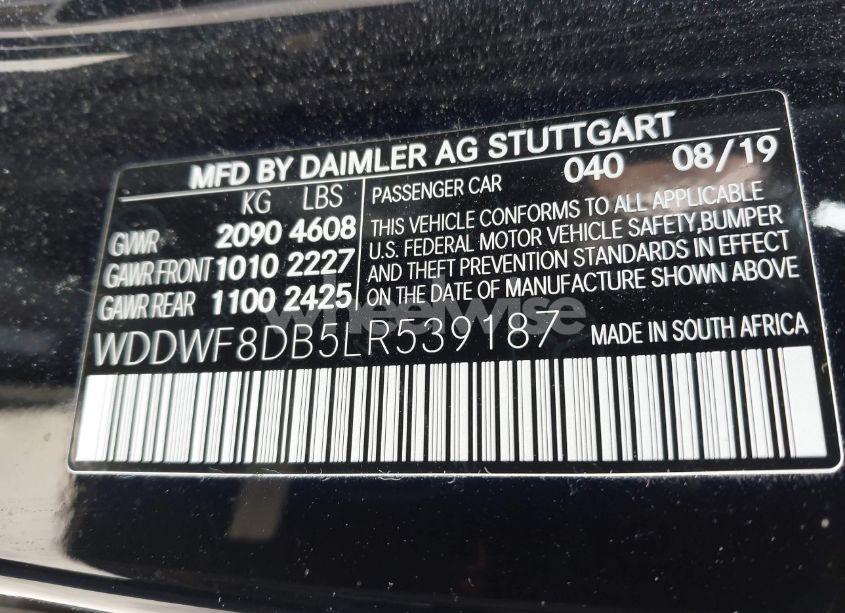 MFD BY DAIMLER AG STUTTGART
KG LBS PASSENGER CAR 040 08/19
GVWR 2090 4608
GAWR FRONT 1010 2227
GAWR REAR 1100 2425
THIS VEHICLE CONFORMS TO ALL APPLICABLE
U.S. FEDERAL MOTOR VEHICLE SAFETY,BUMPER
AND THEFT PREVENTION STANDARDS IN EFFECT
ON THE DATE OF MANUFACTURE SHOWN ABOVE
wheelwise
WDDWF8DB5LR539187 MADE IN SOUTH AFRICA